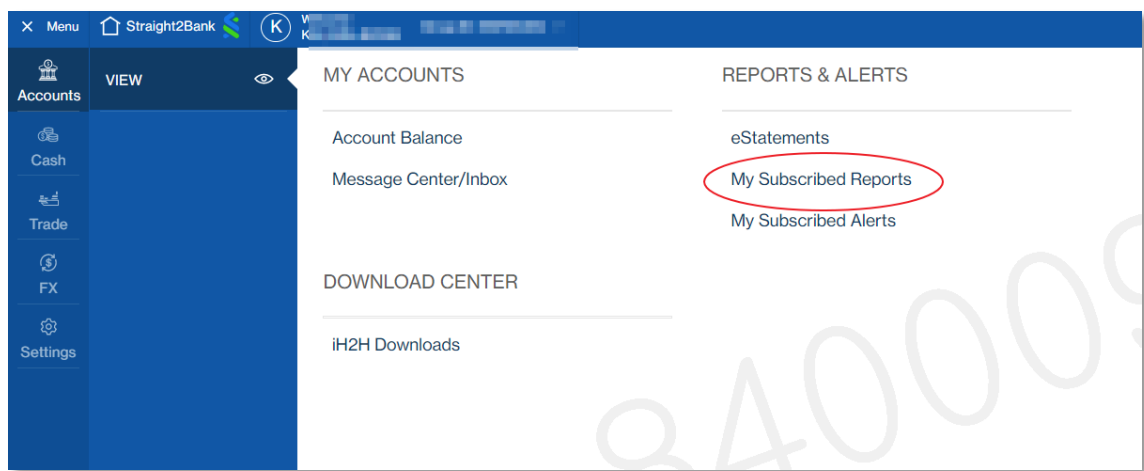 Menu
Straight2Bank
K
Accounts
Cash
Trade
FX
Settings
VIEW
MY ACCOUNTS
Account Balance
Message Center/Inbox
DOWNLOAD CENTER
iH2H Downloads
REPORTS & ALERTS
eStatements
My Subscribed Reports
My Subscribed Alerts